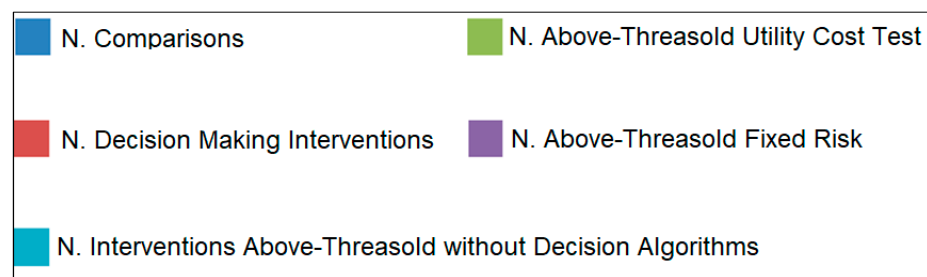 N. Comparisons
N. Above-Threasold Utility Cost Test
N. Decision Making Interventions
N. Above-Threasold Fixed Risk
N. Interventions Above-Threasold without Decision Algorithms